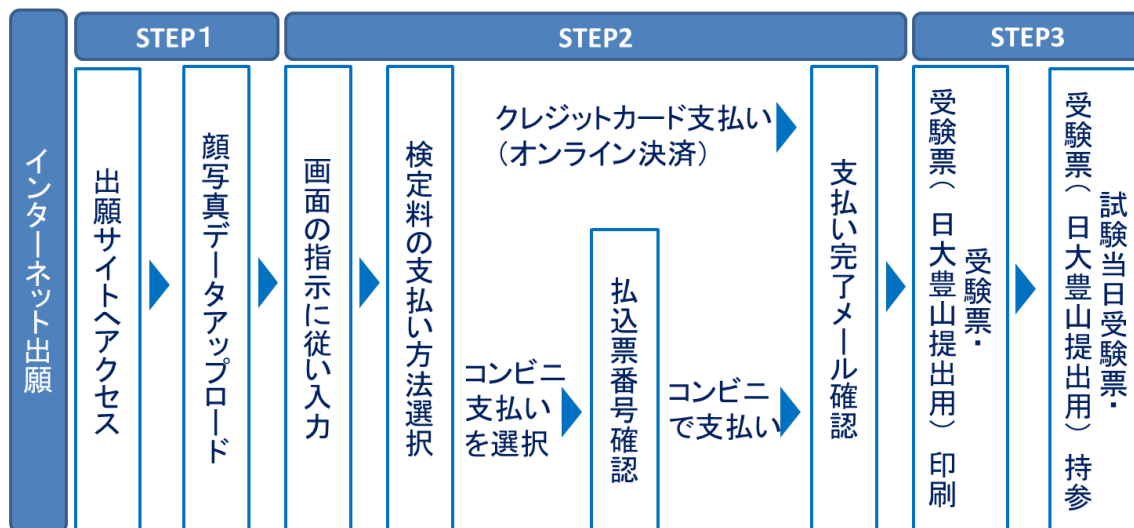 インターネット出願
STEP1
STEP2
STEP3
出願サイトへアクセス
顔写真データアップロード
画面の指示に従い入力
検定料の支払い方法選択
クレジットカード支払い
（オンライン決済）
コンビニ
支払い
を選択
払込票番号確認
コンビニ
で支払い
支払い完了メール確認
受験票・
受験票（日大豊山提出用）印刷
試験当日受験票・
受験票（日大豊山提出用）持参